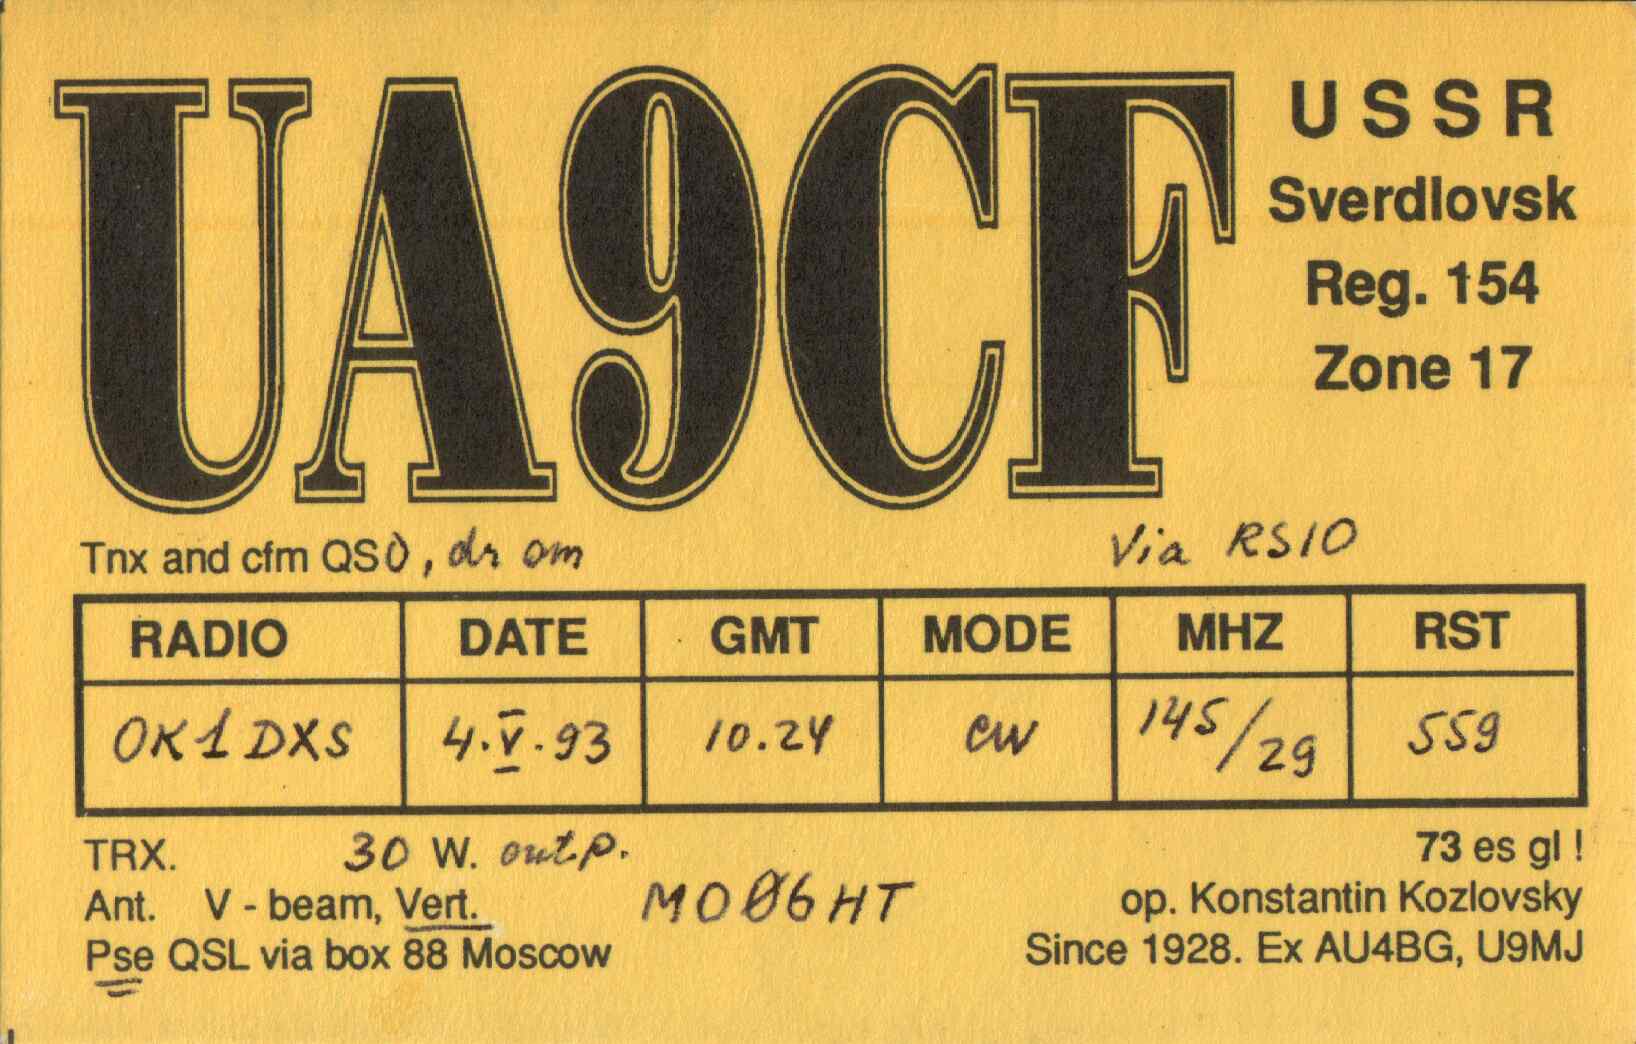 UA9CF
USSR
Sverdlovsk
Reg. 154
Zone 17
Tnx and cfm QSO, dr om Via RS10
RADIO DATE GMT MODE MHZ RST
OK1DXS 4.V.93 10.24 CW 145/29 559
TRX. 30 W. outp.
Ant. V - beam, Vert.
MOØ6HT
Pse QSL via box 88 Moscow
73 es gl !
op. Konstantin Kozlovsky
Since 1928. Ex AU4BG, U9MJ